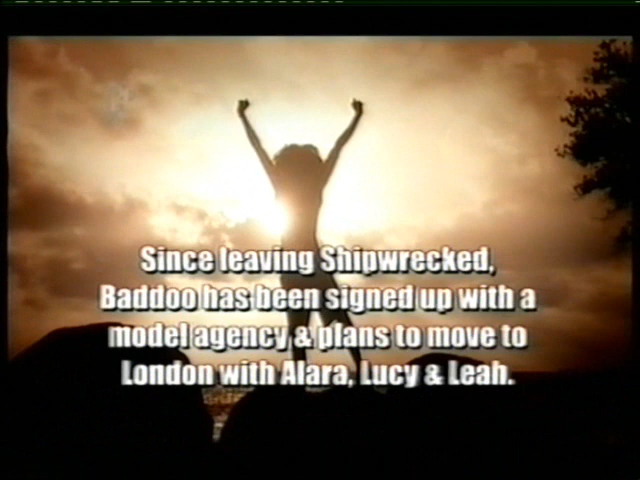 Since leaving Shipwrecked,
Baddoo has been signed up with a
model agency & plans to move to
London with Alara, Lucy & Leah.